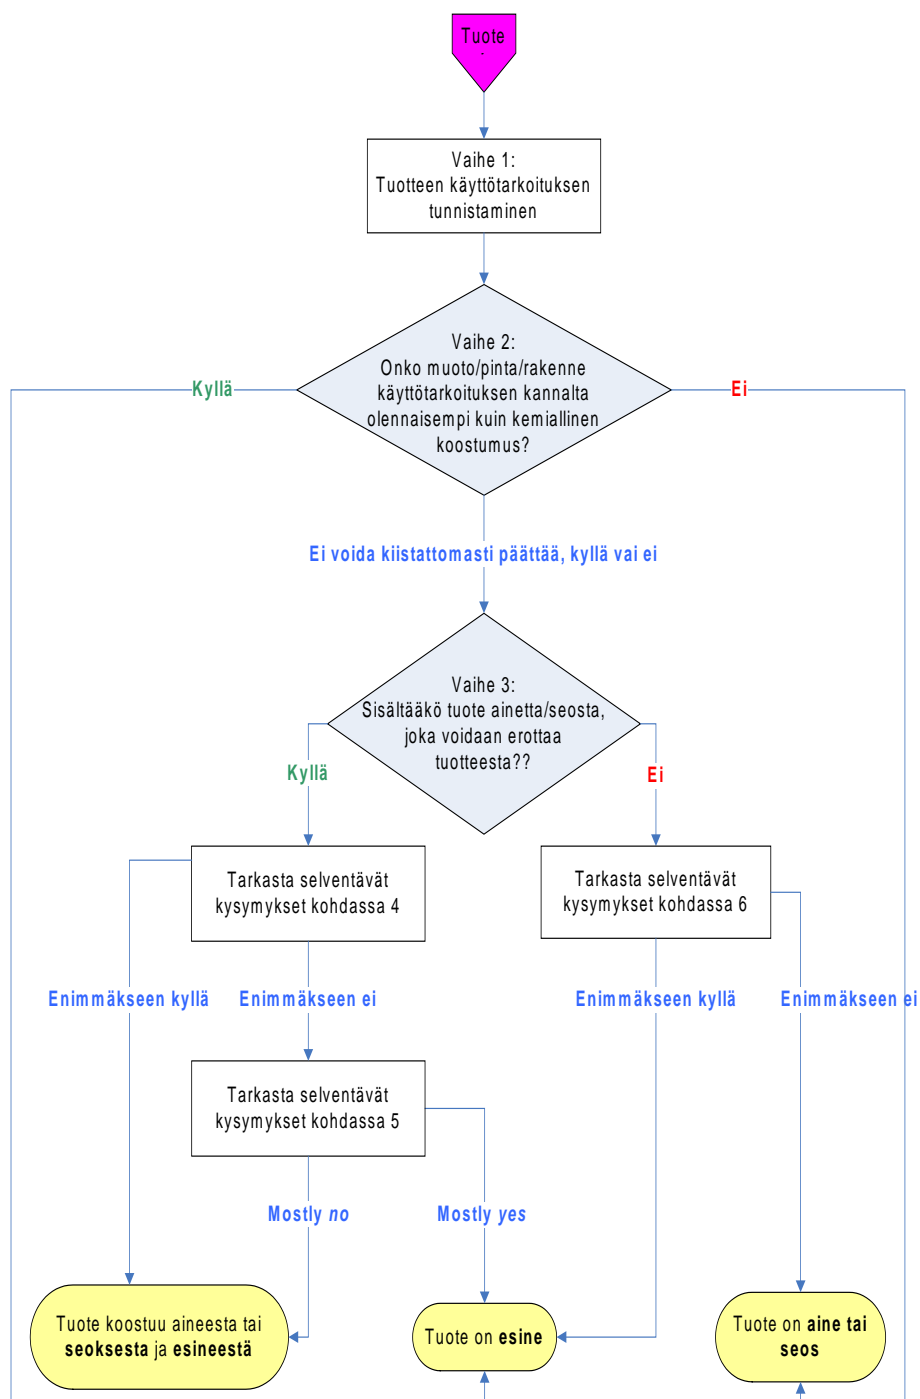 Tuote
Vaihe 1:
Tuotteen käyttötarkoituksen
tunnistaminen
Vaihe 2:
Onko muoto/pinta/rakenne
käyttötarkoituksen kannalta
olennaisempi kuin kemiallinen
koostumus?
Kyllä
Ei
Ei voida kiistattomasti päättää, kyllä vai ei
Vaihe 3:
Sisältääkö tuote ainetta/seosta,
joka voidaan erottaa
tuotteesta??
Kyllä
Ei
Tarkasta selventävät
kysymykset kohdassa 4
Tarkasta selventävät
kysymykset kohdassa 6
Enimmäkseen kyllä
Enimmäkseen ei
Enimmäkseen kyllä
Enimmäkseen ei
Tarkasta selventävät
kysymykset kohdassa 5
Mostly no
Mostly yes
Tuote koostuu aineesta tai
seoksesta ja esineestä
Tuote on esine
Tuote on aine tai
seos